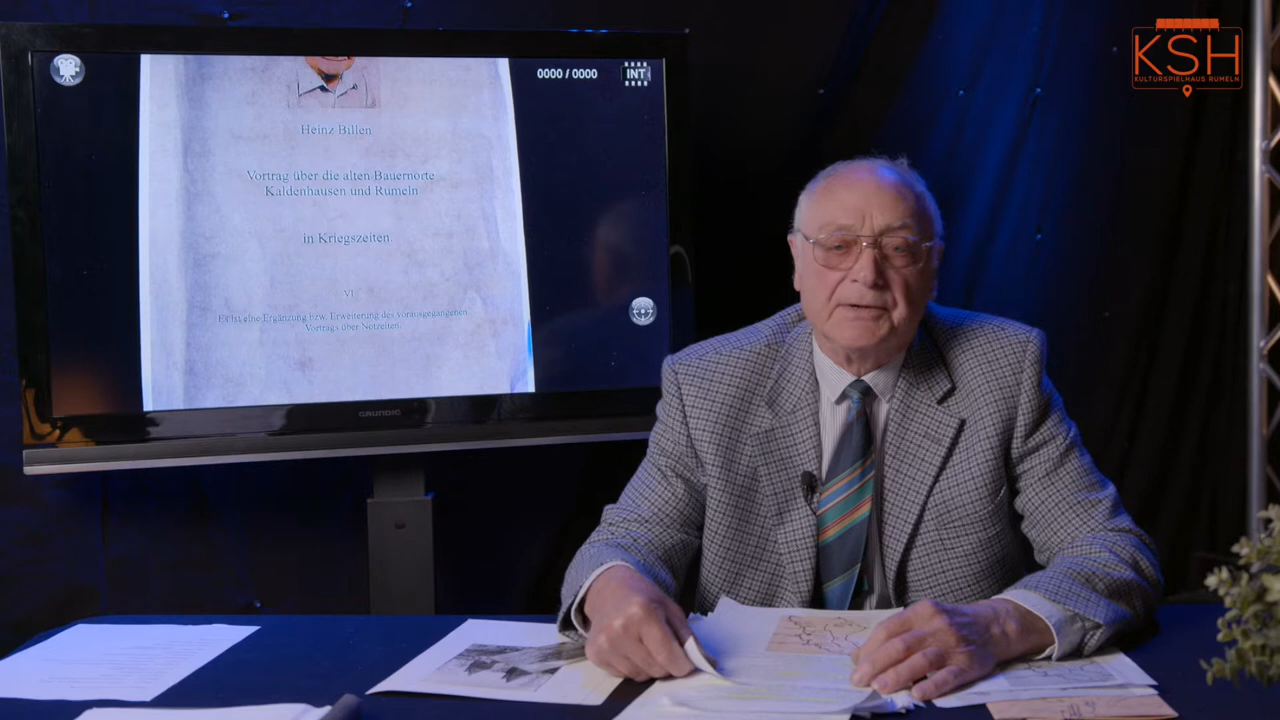 0000 / 0000
INT
Heinz Billen
Vortrag über die alten Bauernorte
Kaldenhausen und Rumeln
in Kriegszeiten.
VI
Es ist eine Ergänzung bzw. Erweiterung des vorausgegangenen
Vortrags über Notzeiten.
GRUNDIG
KSH
KULTURSPIELHAUS RUMELN